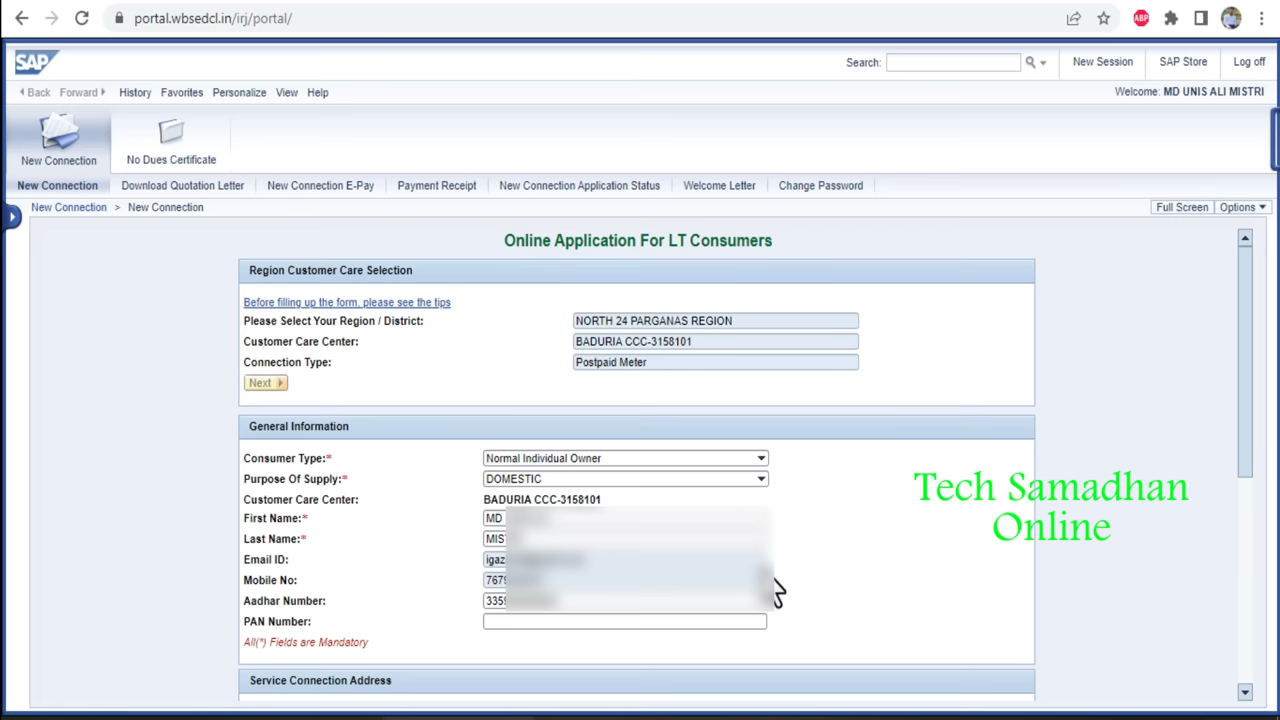 portal.wbsedcl.in/irj/portal/
ABP
SAP
Search:
New Session
SAP Store
Log off
Back Forward History Favorites Personalize View Help
Welcome: MD UNIS ALI MISTRI
New Connection
No Dues Certificate
New Connection Download Quotation Letter New Connection E-Pay Payment Receipt New Connection Application Status Welcome Letter Change Password
New Connection > New Connection
Full Screen Options
Online Application For LT Consumers
Region Customer Care Selection
Before filling up the form, please see the tips
Please Select Your Region / District: NORTH 24 PARGANAS REGION
Customer Care Center: BADURIA CCC-3158101
Connection Type: Postpaid Meter
Next
General Information
Consumer Type:* Normal Individual Owner
Purpose Of Supply:* DOMESTIC
Customer Care Center: BADURIA CCC-3158101
First Name:* MD
Last Name:* MIS
Email ID: igaz
Mobile No: 767
Aadhar Number: 335
PAN Number:
All(*) Fields are Mandatory
Service Connection Address
Tech Samadhan
Online